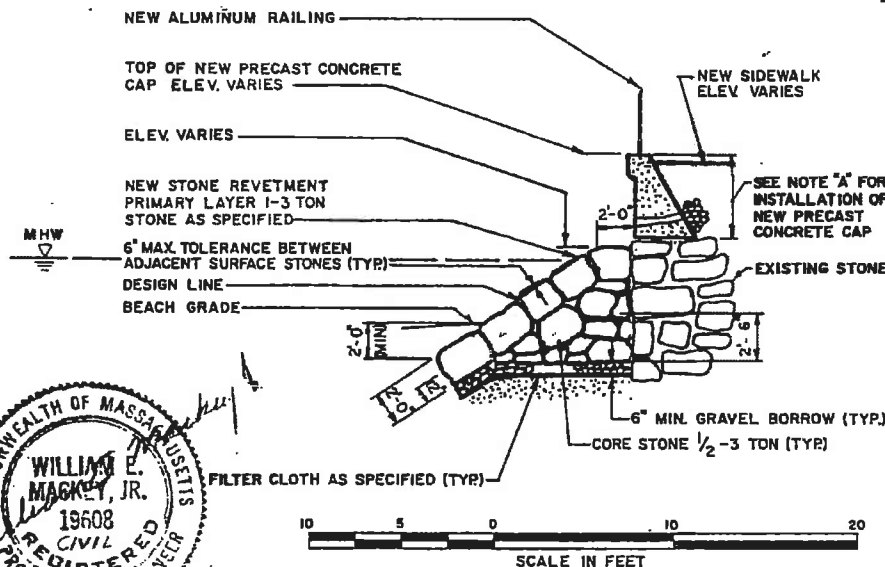 NEW ALUMINUM RAILING
TOP OF NEW PRECAST CONCRETE
CAP ELEV. VARIES
NEW SIDEWALK
ELEV. VARIES
ELEV. VARIES
NEW STONE REVETMENT
PRIMARY LAYER 1-3 TON
STONE AS SPECIFIED
2'-0"
SEE NOTE "A" FOR
INSTALLATION OF
NEW PRECAST
CONCRETE CAP
MHW
6" MAX. TOLERANCE BETWEEN
ADJACENT SURFACE STONES (TYP.)
EXISTING STONE
DESIGN LINE
BEACH GRADE
2'-0"
(MIN)
2'-6"
6" MIN. GRAVEL BORROW (TYP.)
CORE STONE 1/2 -3 TON (TYP.)
FILTER CLOTH AS SPECIFIED (TYP.)
OF MASSACHUSETTS
WILLIAM E.
MACKEY, JR.
19608
CIVIL
REGISTERED
10 5 0 10 20
SCALE IN FEET